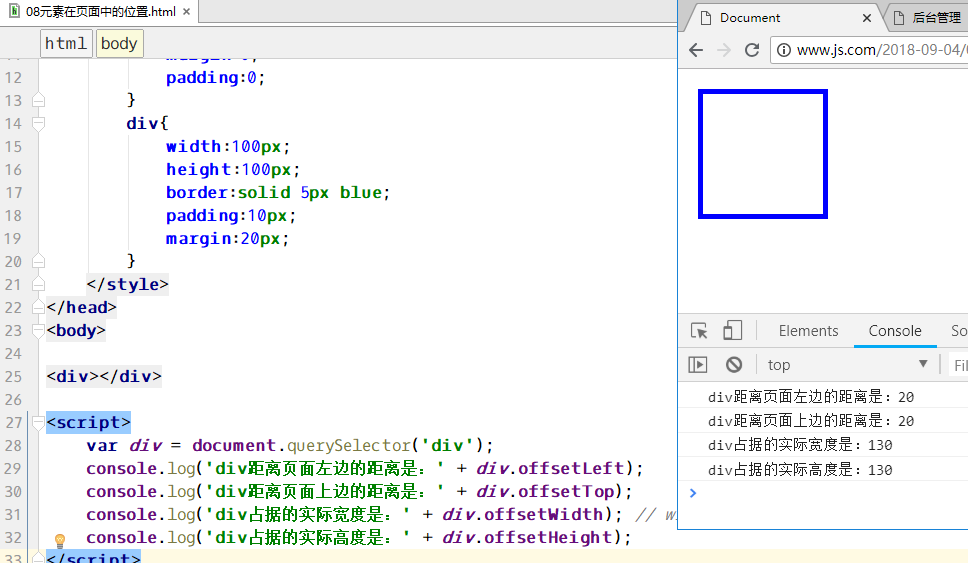 08元素在页面中的位置.html ×
html body
12 padding:0;
13 }
14 div{
15 width:100px;
16 height:100px;
17 border:solid 5px blue;
18 padding:10px;
19 margin:20px;
20 }
21 </style>
22 </head>
23 <body>
24
25 <div></div>
26
27 <script>
28 var div = document.querySelector('div');
29 console.log('div距离页面左边的距离是：' + div.offsetLeft);
30 console.log('div距离页面上边的距离是：' + div.offsetTop);
31 console.log('div占据的实际宽度是：' + div.offsetWidth); // w
32 console.log('div占据的实际高度是：' + div.offsetHeight);
33 </script>
Document ×
后台管理
www.js.com/2018-09-04/
Elements Console So
top Fil
div距离页面左边的距离是：20
div距离页面上边的距离是：20
div占据的实际宽度是：130
div占据的实际高度是：130